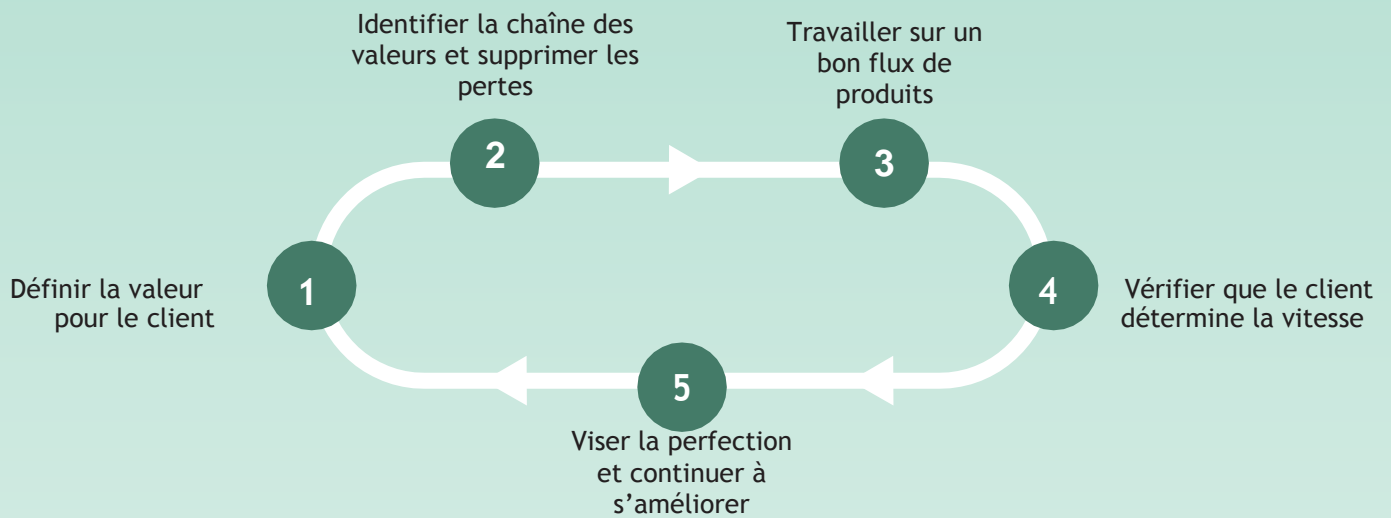 Identifier la chaîne des
valeurs et supprimer les
pertes
Travailler sur un
bon flux de
produits
2
3
Définir la valeur
pour le client
1
4
Vérifier que le client
détermine la vitesse
5
Viser la perfection
et continuer à
s’améliorer